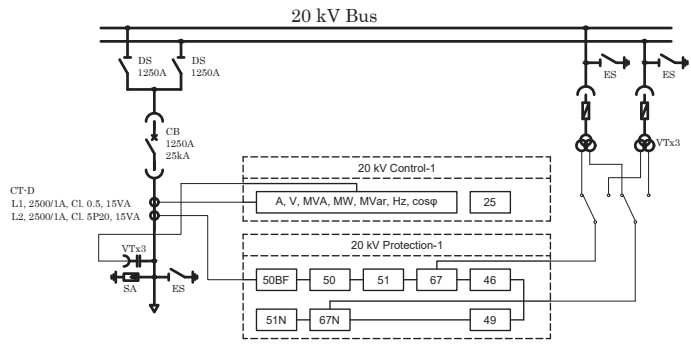 20 kV Bus
DS
1250A
DS
1250A
ES
ES
CB
1250A
25kA
VTx3
20 kV Control-1
CT-D
L1, 2500/1A, Cl. 0.5, 15VA
L2, 2500/1A, Cl. 5P20, 15VA
A, V, MVA, MW, MVar, Hz, cosφ
25
VTx3
20 kV Protection-1
SA
ES
50BF
50
51
67
46
51N
67N
49